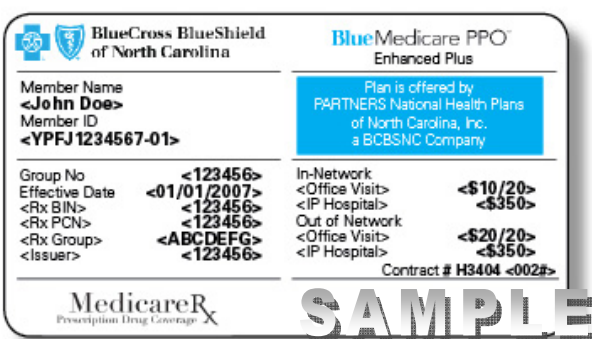 BlueCross BlueShield
of North Carolina
BlueMedicare PPO℠
Enhanced Plus
Member Name
<John Doe>
Member ID
<YPFJ1234567-01>
Plan is offered by
PARTNERS National Health Plans
of North Carolina, Inc.
a BCBSNC Company
Group No <123456>
Effective Date <01/01/2007>
<Rx BIN> <123456>
<Rx PCN> <123456>
<Rx Group> <ABCDEFG>
<Issuer> <123456>
In-Network
<Office Visit> <$10/20>
<IP Hospital> <$350>
Out of Network
<Office Visit> <$20/20>
<IP Hospital> <$350>
Contract # H3404 <002#>
MedicareRx
Prescription Drug Coverage
SAMPLE